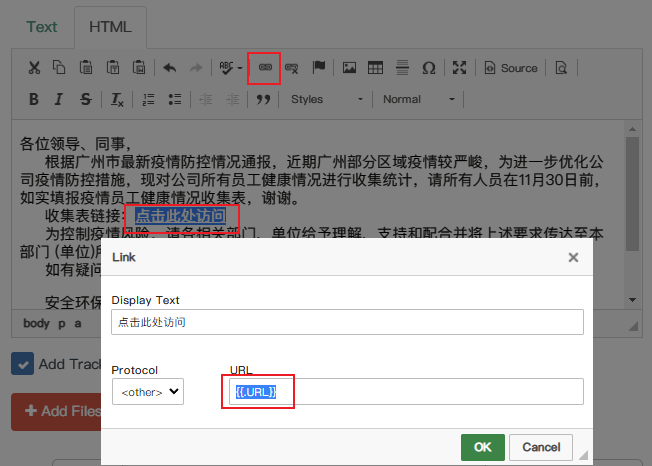 Text HTML
ABC Source
B I S Ix Styles Normal
各位领导、同事，
根据广州市最新疫情防控情况通报，近期广州部分区域疫情较严峻，为进一步优化公
司疫情防控措施，现对公司所有员工健康情况进行收集统计，请所有人员在11月30日前，
如实填报疫情员工健康情况收集表，谢谢。
收集表链接：点击此处访问
为控制疫情风险，请各相关部门、单位给予理解、支持和配合并将上述要求传达至本
部门 (单位)所
如有疑问
安全环保
body p a
Add Track
+ Add Files
Link
Display Text
点击此处访问
Protocol URL
<other> {{.URL}}
OK Cancel